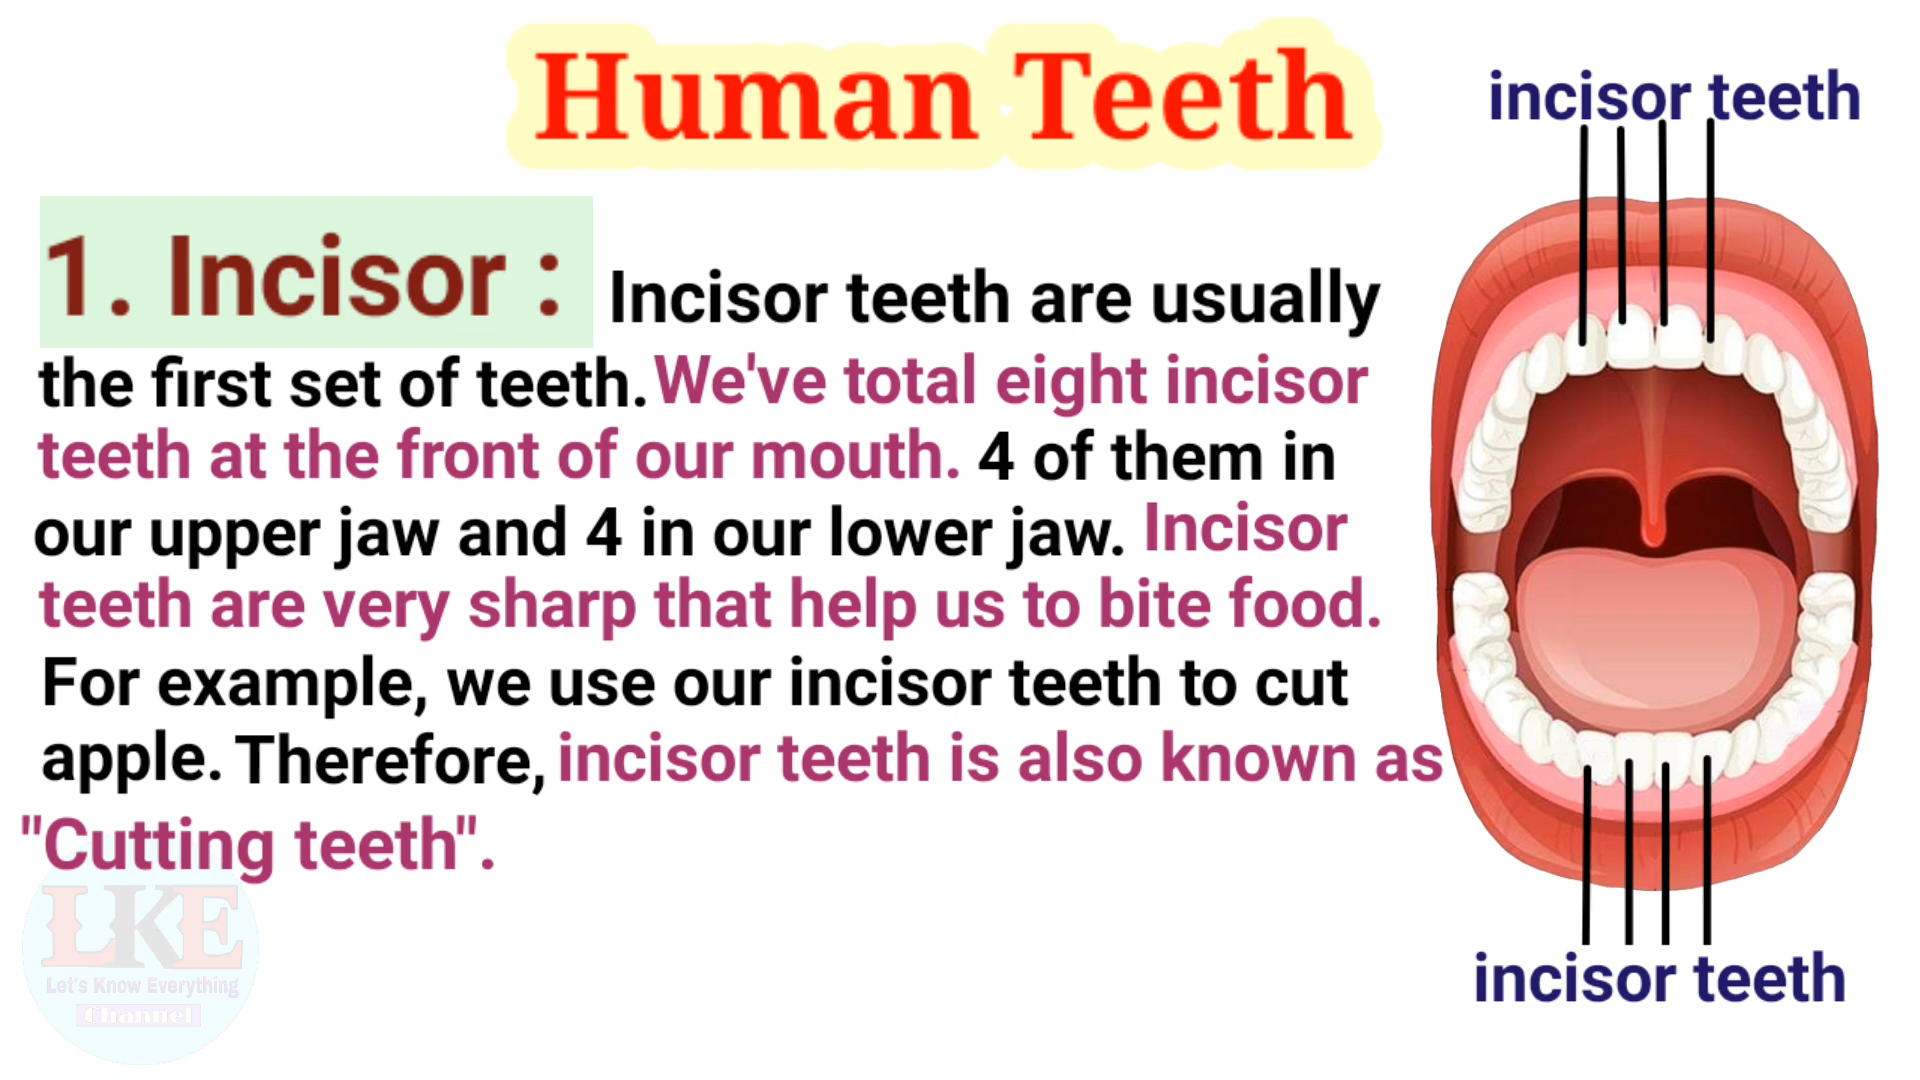 Human Teeth
incisor teeth
1. Incisor : Incisor teeth are usually
the first set of teeth. We've total eight incisor
teeth at the front of our mouth. 4 of them in
our upper jaw and 4 in our lower jaw. Incisor
teeth are very sharp that help us to bite food.
For example, we use our incisor teeth to cut
apple. Therefore, incisor teeth is also known as
"Cutting teeth".
LKE
Let's Know Everything
Channel
incisor teeth